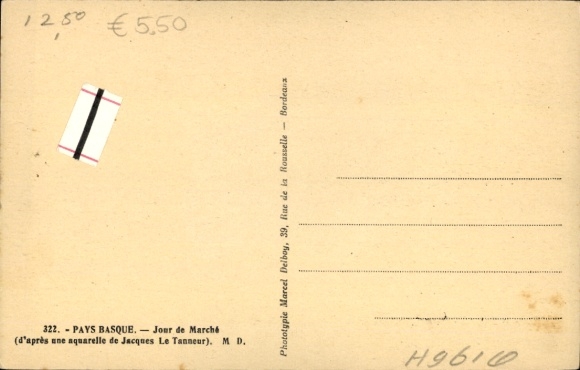 12,50
€5.50
Phototypie Marcel Delboy, 39, Rue de la Rousselle — Bordeaux
322. - PAYS BASQUE. — Jour de Marché
(d'après une aquarelle de Jacques Le Tanneur). M D.
H9616